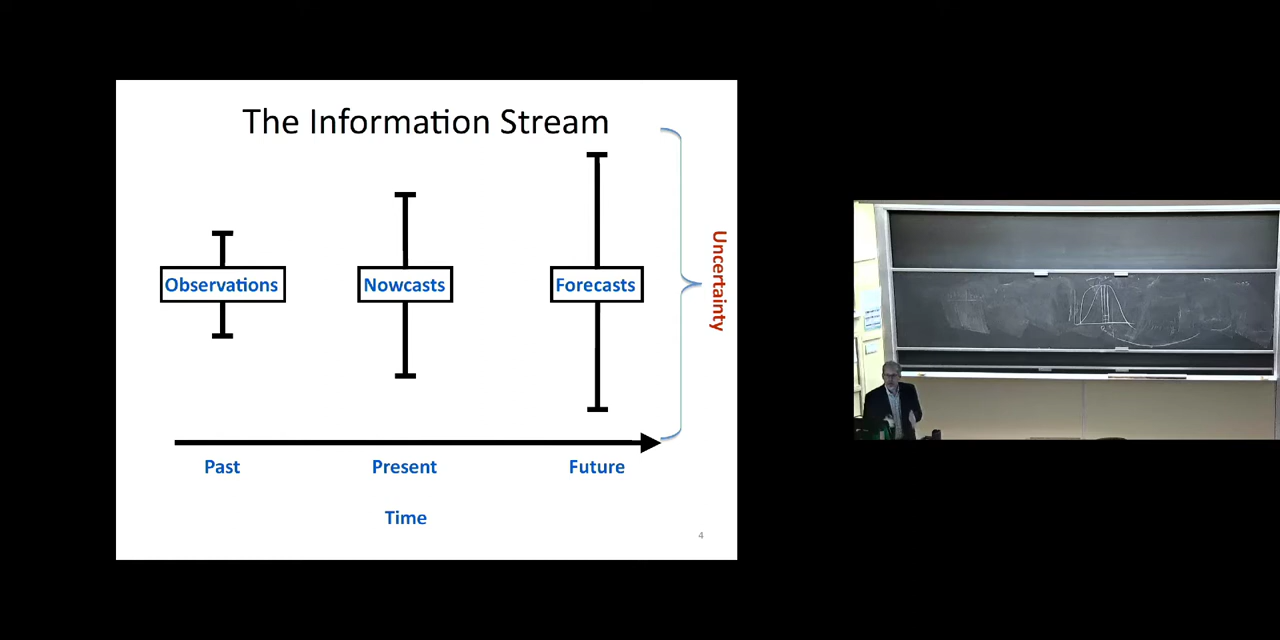 The Information Stream
Observations
Nowcasts
Forecasts
Uncertainty
Past
Present
Future
Time
4